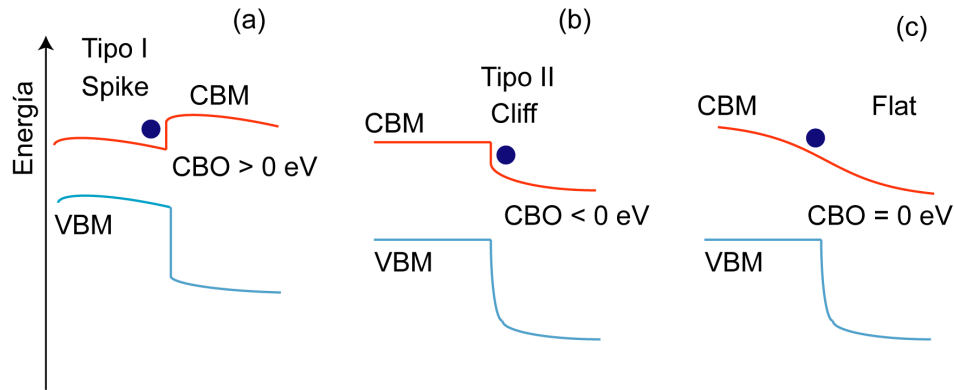 Energía
(a)
Tipo I
Spike
CBM
CBO > 0 eV
VBM
(b)
Tipo II
Cliff
CBM
CBO < 0 eV
VBM
(c)
CBM
Flat
CBO = 0 eV
VBM